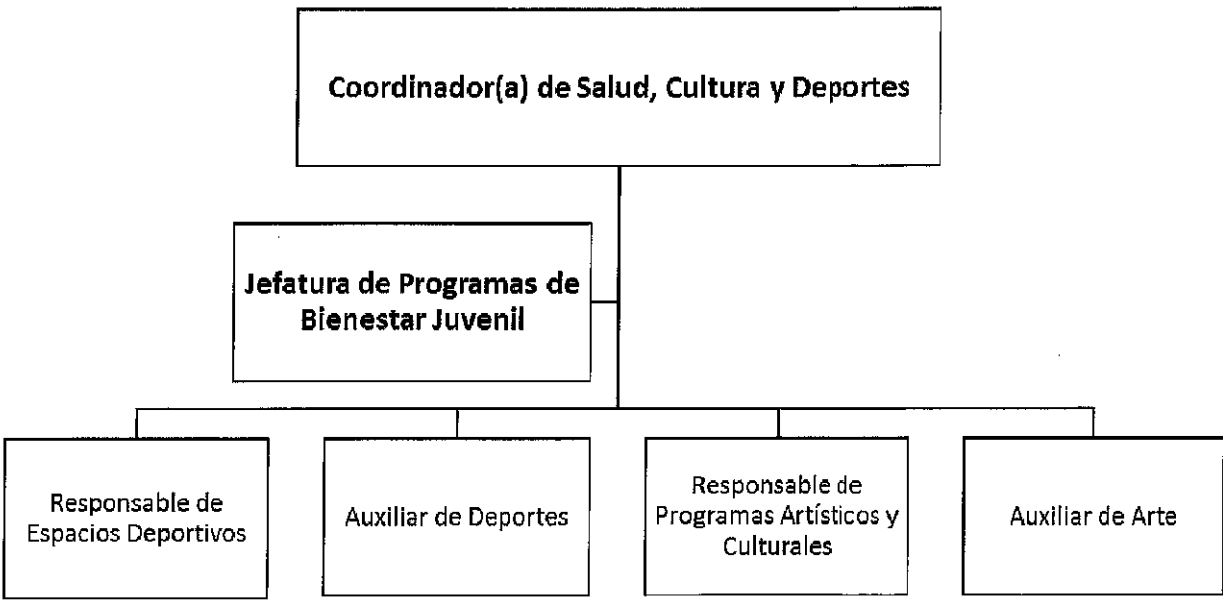 Coordinador(a) de Salud, Cultura y Deportes
Jefatura de Programas de
Bienestar Juvenil
Responsable de
Espacios Deportivos
Auxiliar de Deportes
Responsable de
Programas Artísticos y
Culturales
Auxiliar de Arte